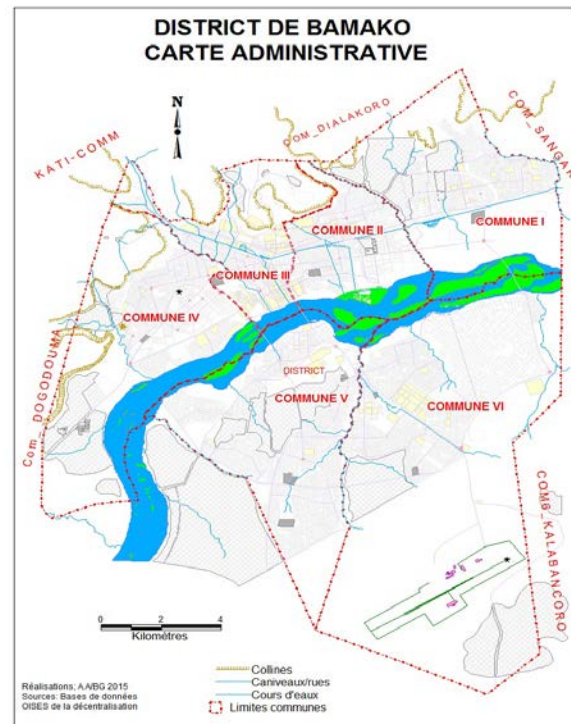 DISTRICT DE BAMAKO
CARTE ADMINISTRATIVE
N
COM_DIALAKORO
COM_SANGAR
KATI-COMM
COMMUNE I
COMMUNE II
COMMUNE III
COMMUNE IV
DISTRICT
COMMUNE V
COMMUNE VI
Com_DOGODOUMA
COMG_KALABANCORO
0 2 4
Kilomètres
Collines
Caniveaux/rues
Cours d'eaux
Limites communes
Réalisations; A.A/BG 2015
Sources: Bases de données
OISES de la décentralisation